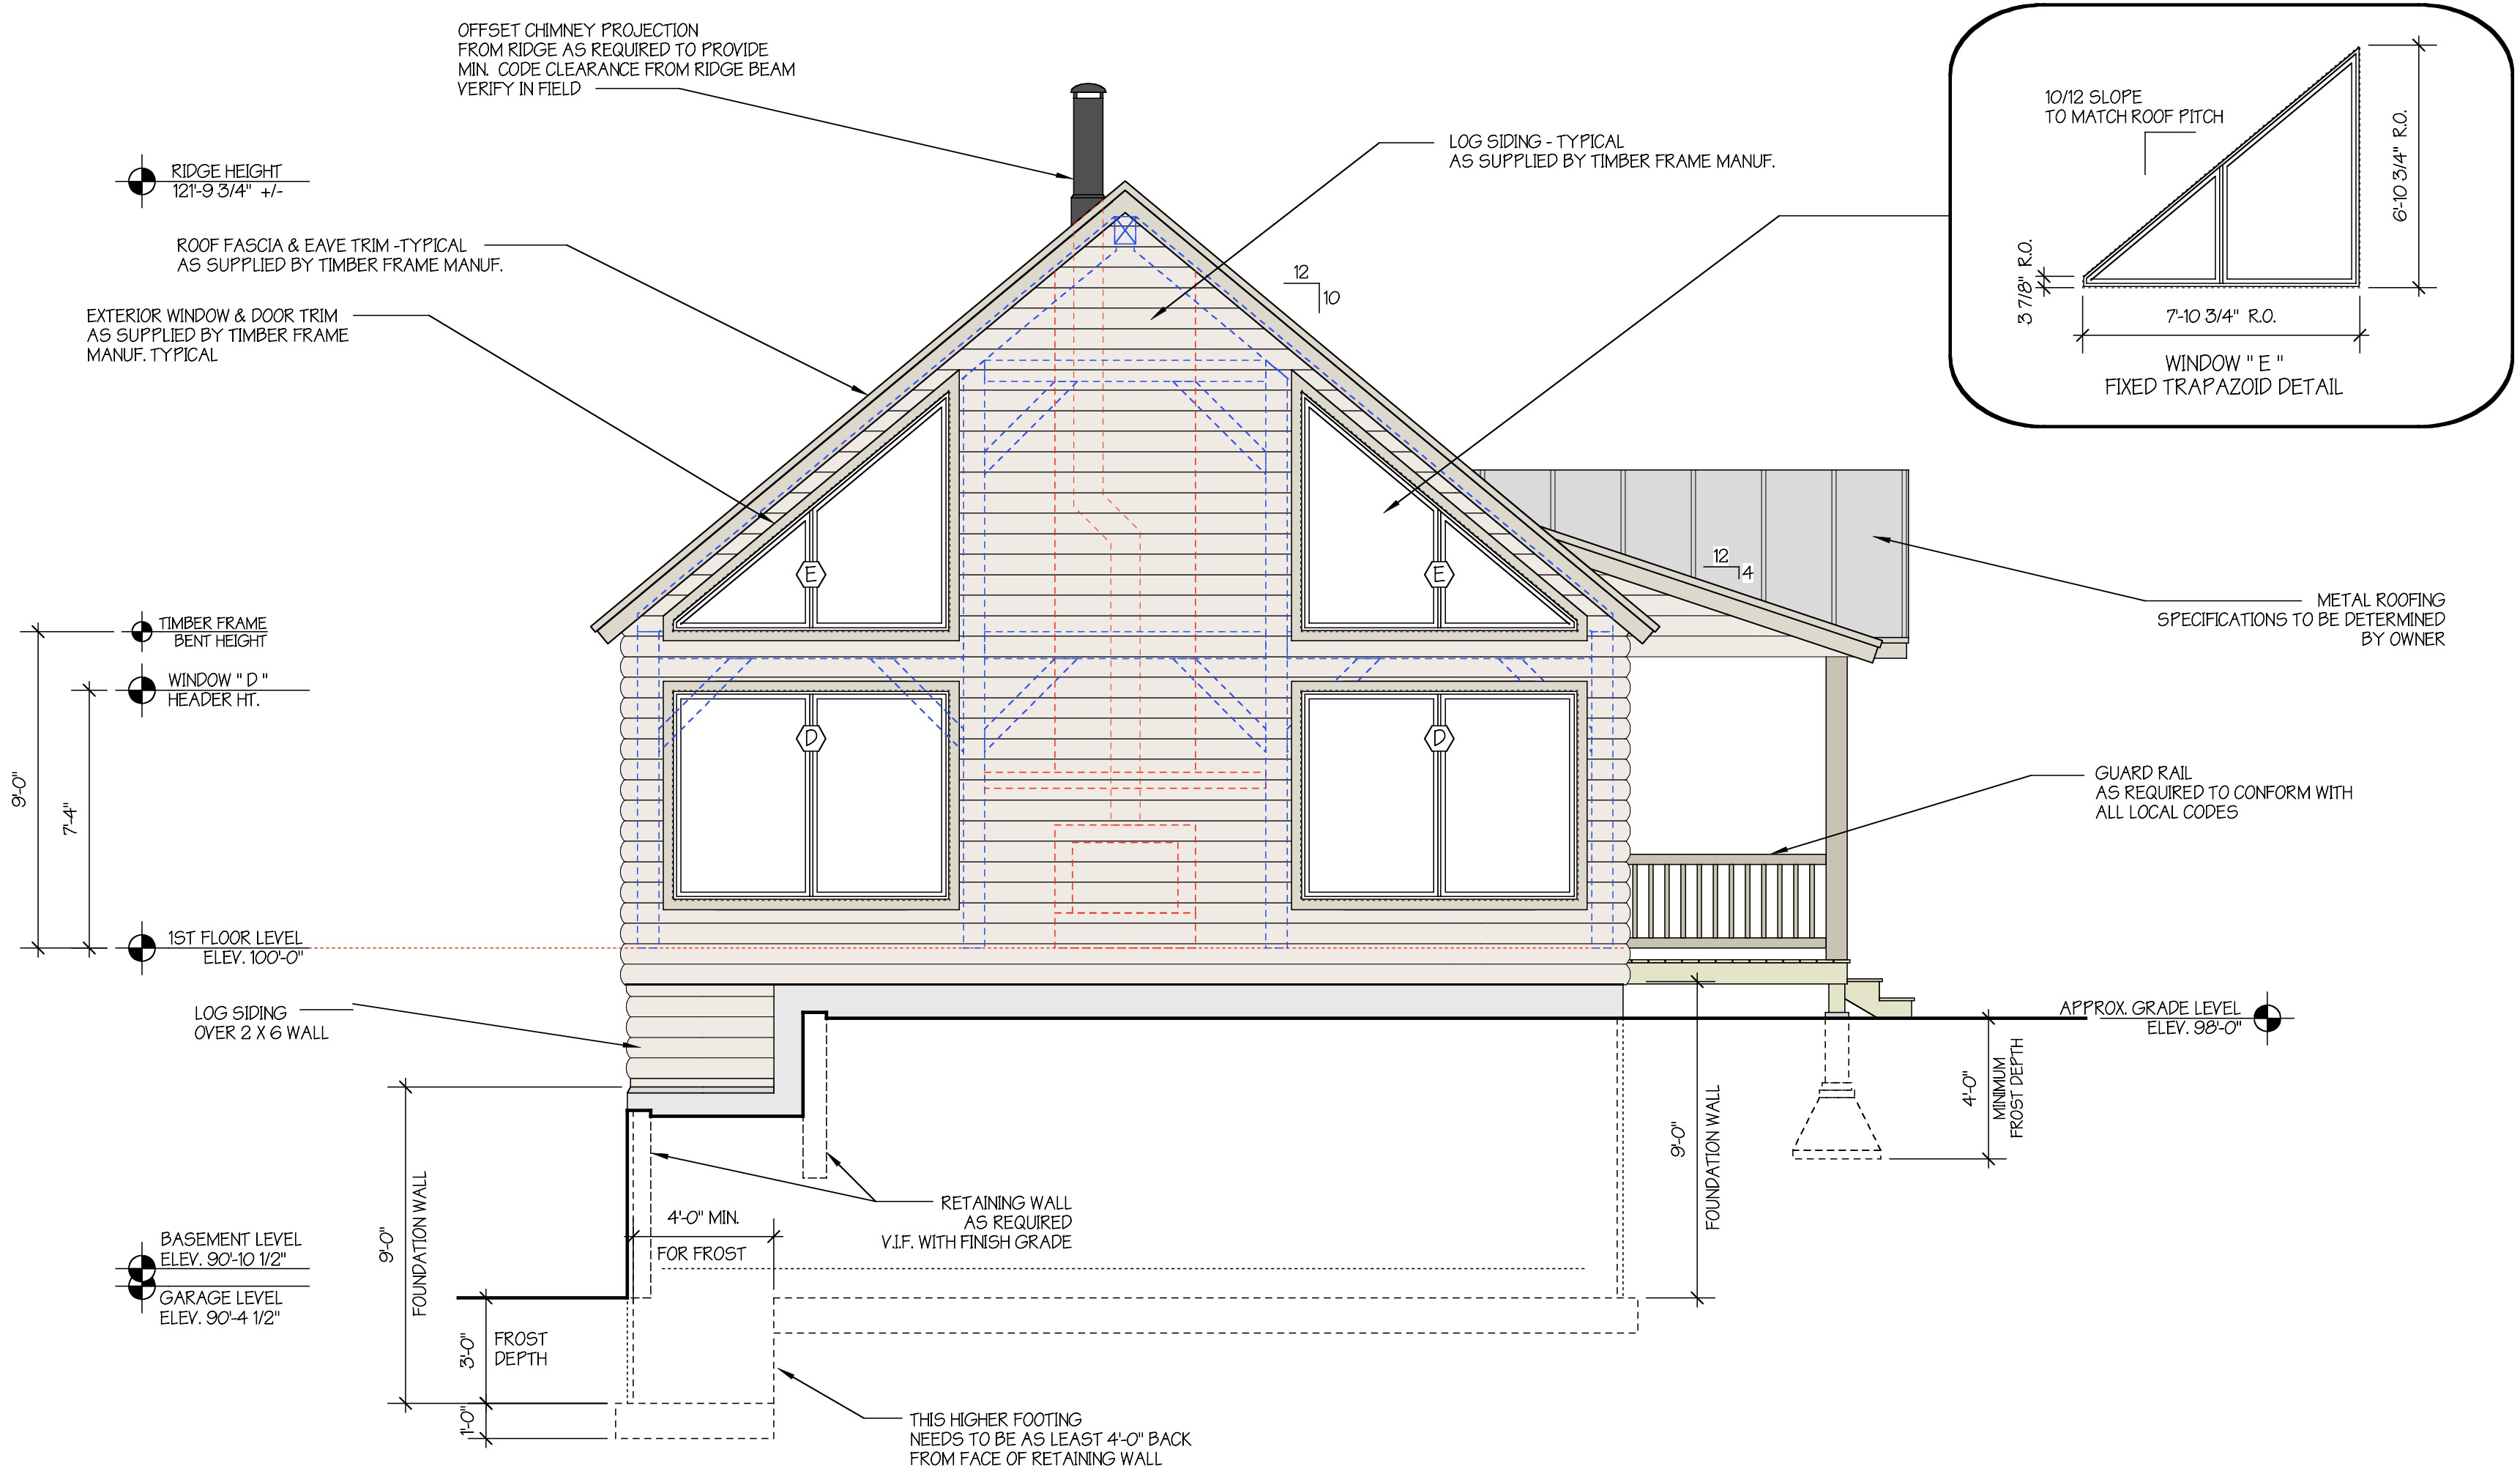 OFFSET CHIMNEY PROJECTION
FROM RIDGE AS REQUIRED TO PROVIDE
MIN. CODE CLEARANCE FROM RIDGE BEAM
VERIFY IN FIELD
RIDGE HEIGHT
121'-9 3/4" +/-
LOG SIDING - TYPICAL
AS SUPPLIED BY TIMBER FRAME MANUF.
10/12 SLOPE
TO MATCH ROOF PITCH
6'-10 3/4" R.O.
3 7/8" R.O.
7'-10 3/4" R.O.
WINDOW " E "
FIXED TRAPAZOID DETAIL
ROOF FASCIA & EAVE TRIM -TYPICAL
AS SUPPLIED BY TIMBER FRAME MANUF.
12
10
EXTERIOR WINDOW & DOOR TRIM
AS SUPPLIED BY TIMBER FRAME
MANUF. TYPICAL
E
E
12
4
METAL ROOFING
SPECIFICATIONS TO BE DETERMINED
BY OWNER
TIMBER FRAME
BENT HEIGHT
WINDOW " D "
HEADER HT.
9'-0"
7'-4"
D
D
GUARD RAIL
AS REQUIRED TO CONFORM WITH
ALL LOCAL CODES
1ST FLOOR LEVEL
ELEV. 100'-0"
LOG SIDING
OVER 2 X 6 WALL
APPROX. GRADE LEVEL
ELEV. 98'-0"
4'-0"
MINIMUM
FROST DEPTH
9'-0"
FOUNDATION WALL
RETAINING WALL
AS REQUIRED
V.I.F. WITH FINISH GRADE
4'-0" MIN.
FOR FROST
9'-0"
FOUNDATION WALL
BASEMENT LEVEL
ELEV. 90'-10 1/2"
GARAGE LEVEL
ELEV. 90'-4 1/2"
3'-0"
FROST
DEPTH
1'-0"
THIS HIGHER FOOTING
NEEDS TO BE AS LEAST 4'-0" BACK
FROM FACE OF RETAINING WALL